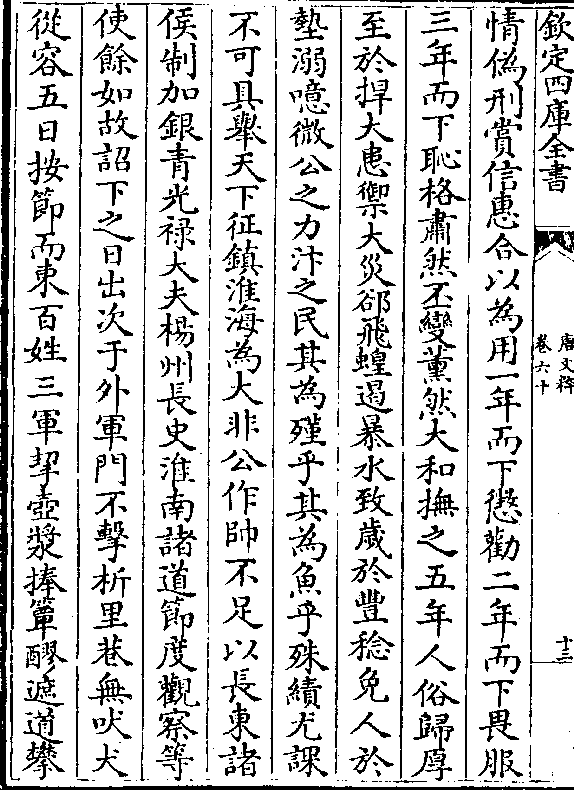 欽定四庫全書
唐文粹
卷六十
十三
情偽刑賞信惠合以為用一年而下懲勸二年而下畏服
三年而下恥格肅然丕變薰然大和撫之五年人俗歸厚
至於捍大患禦大災郤飛蝗遏暴水致歲於豐稔免人於
墊溺噫微公之力汴之民其為殣乎其為魚乎殊績尤課
不可具舉天下征鎮淮海為大非公作帥不足以長東諸
侯制加銀青光祿大夫楊州長史淮南諸道節度觀察等
使餘如故詔下之日出次于外軍門不擊析里巷無吠犬
從容五日按節而東百姓三軍挈壺漿捧簞醪遮道攀